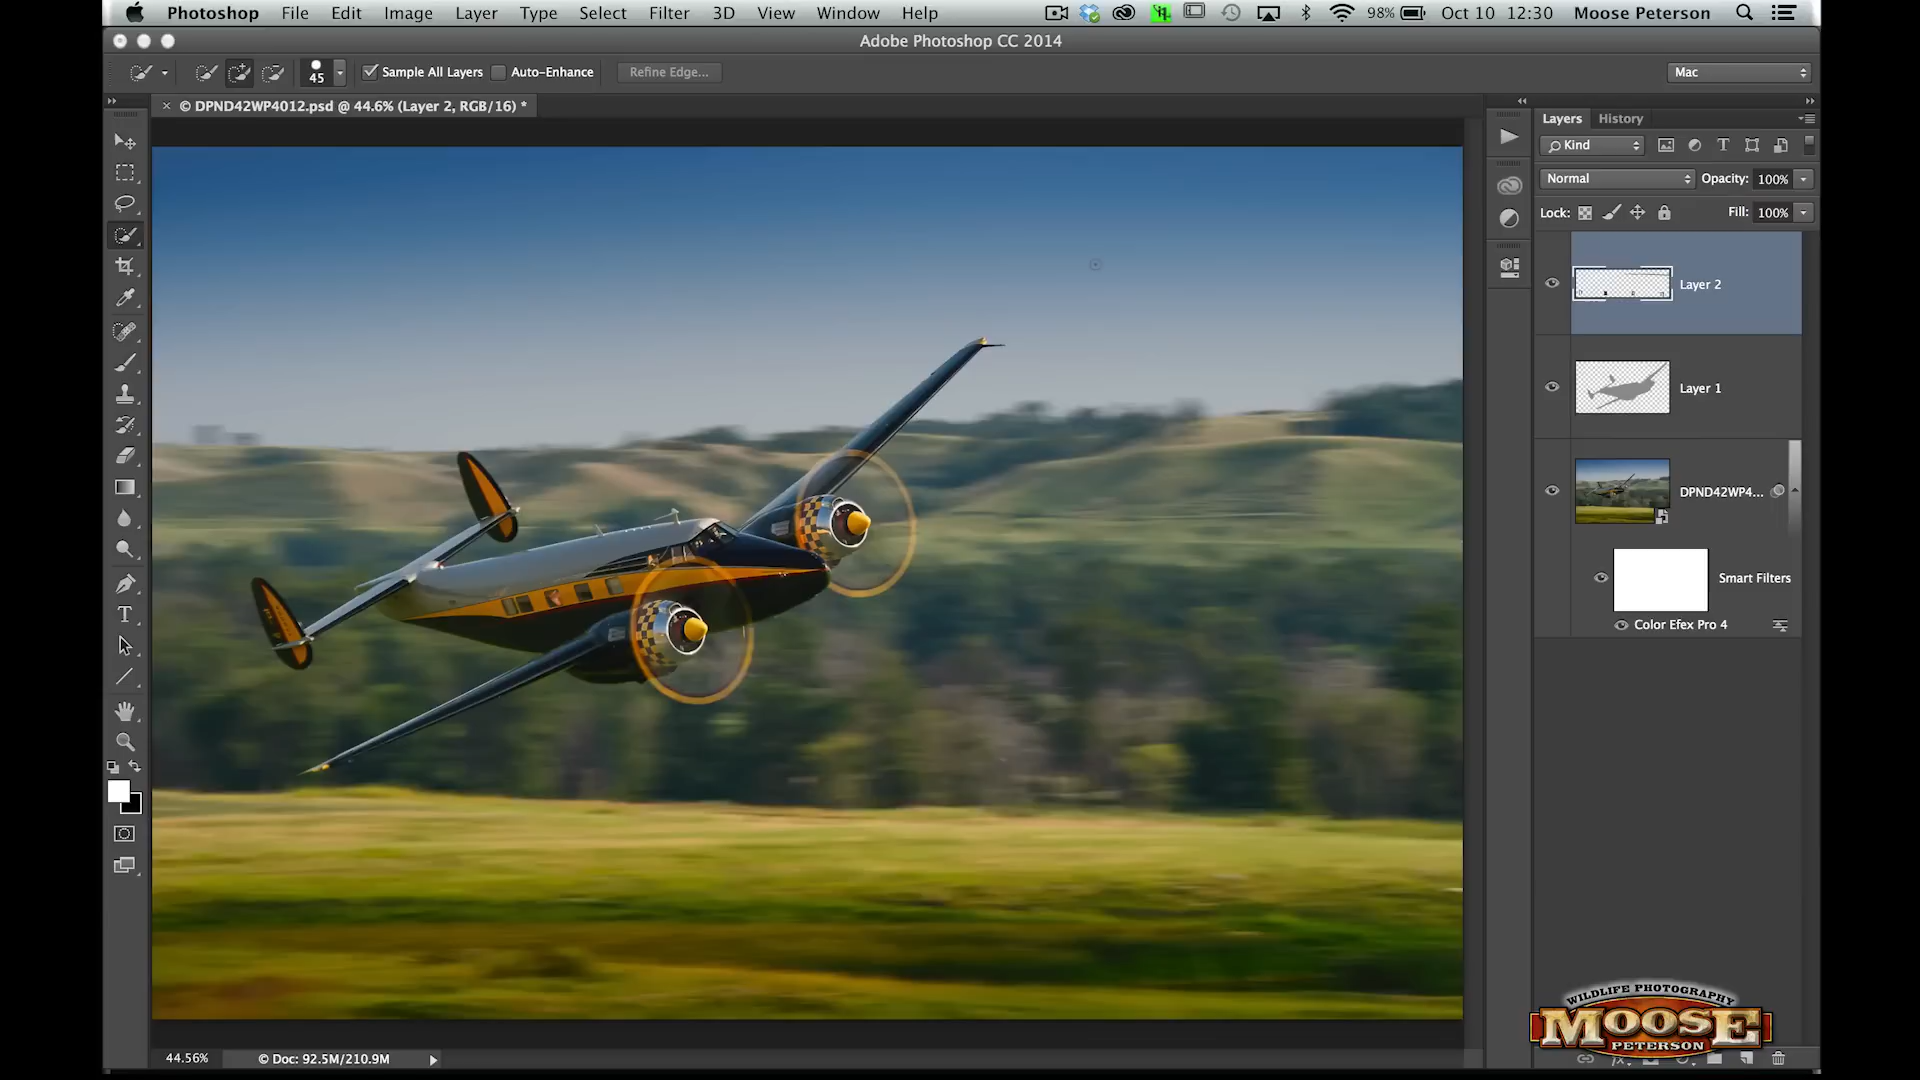 Photoshop File Edit Image Layer Type Select Filter 3D View Window Help 98% Oct 10 12:30 Moose Peterson
Adobe Photoshop CC 2014
45 Sample All Layers Auto-Enhance Refine Edge... Mac
× © DPND42WP4012.psd @ 44.6% (Layer 2, RGB/16) *
Layers History
Kind
Normal Opacity: 100%
Lock: Fill: 100%
Layer 2
Layer 1
DPND42WP4...
Smart Filters
Color Efex Pro 4
WILDLIFE PHOTOGRAPHY
MOOSE
PETERSON
44.56% © Doc: 92.5M/210.9M